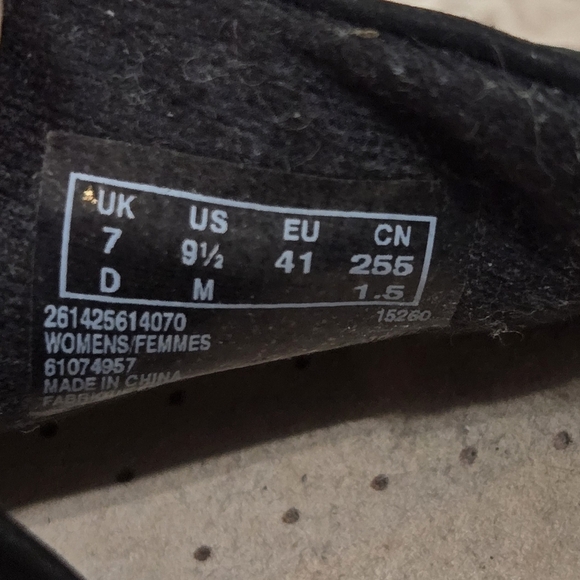 UK US EU CN
7 9½ 41 255
D M 1.5
261425614070 15260
WOMENS/FEMMES
61074957
MADE IN CHINA